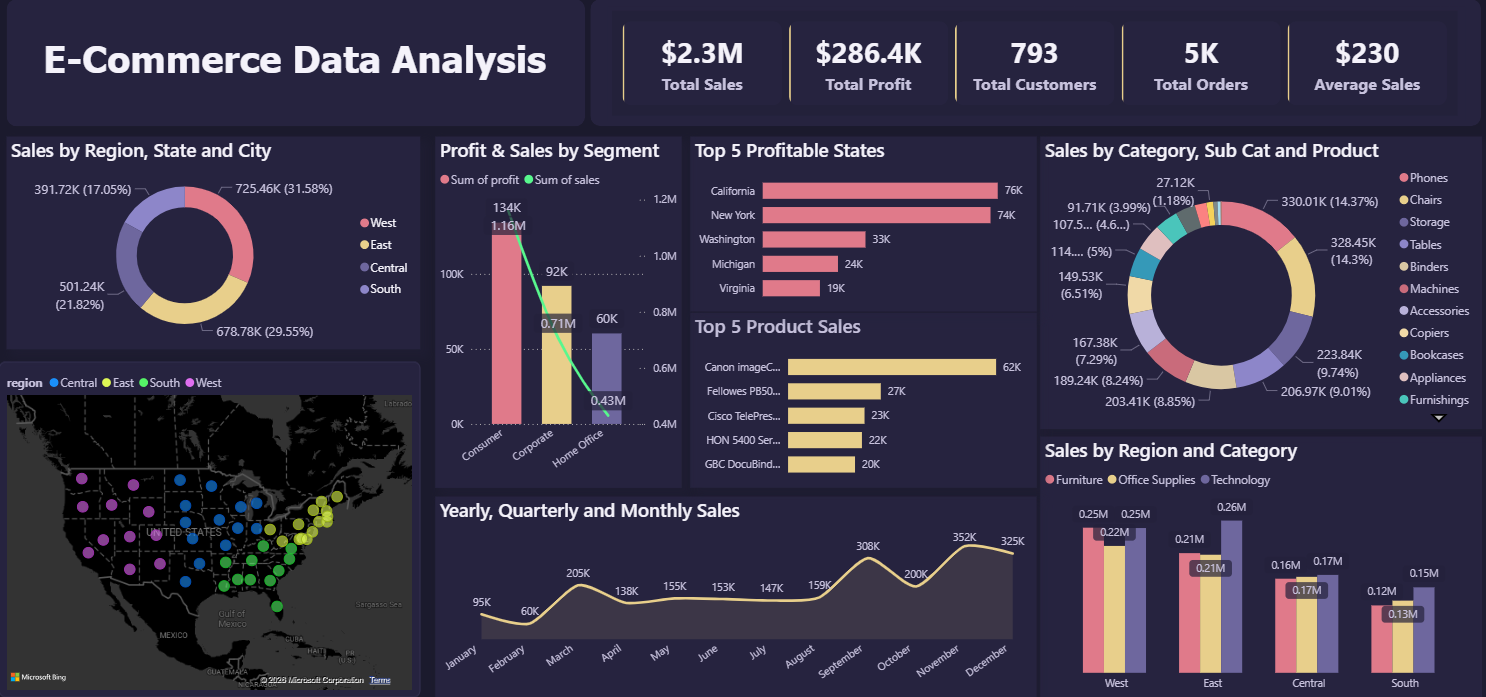 E-Commerce Data Analysis
$2.3M
Total Sales
$286.4K
Total Profit
793
Total Customers
5K
Total Orders
$230
Average Sales
Sales by Region, State and City
391.72K (17.05%)
725.46K (31.58%)
501.24K
(21.82%)
678.78K (29.55%)
West
East
Central
South
region Central East South West
UNITED STATES
Gulf of
Mexico
MEXICO
CUBA
HAITI
P.R.
(U.S.)
GUATEMALA
NICARAGUA
Sargasso Sea
Labrador
Microsoft Bing
© 2026 Microsoft Corporation Terms
Profit & Sales by Segment
Sum of profit Sum of sales
134K
1.16M
92K
0.71M
60K
0.43M
100K
50K
0K
1.2M
1.0M
0.8M
0.6M
0.4M
Consumer
Corporate
Home Office
Top 5 Profitable States
California 76K
New York 74K
Washington 33K
Michigan 24K
Virginia 19K
Top 5 Product Sales
Canon imageC... 62K
Fellowes PB50... 27K
Cisco TelePres... 23K
HON 5400 Ser... 22K
GBC DocuBind... 20K
Sales by Category, Sub Cat and Product
27.12K
(1.18%)
91.71K (3.99%)
107.5... (4.6...)
114.... (5%)
149.53K
(6.51%)
167.38K
(7.29%)
189.24K (8.24%)
203.41K (8.85%)
206.97K (9.01%)
223.84K
(9.74%)
328.45K
(14.3%)
330.01K (14.37%)
Phones
Chairs
Storage
Tables
Binders
Machines
Accessories
Copiers
Bookcases
Appliances
Furnishings
Yearly, Quarterly and Monthly Sales
95K
60K
205K
138K
155K
153K
147K
159K
308K
200K
352K
325K
January
February
March
April
May
June
July
August
September
October
November
December
Sales by Region and Category
Furniture Office Supplies Technology
0.25M
0.22M
0.25M
0.21M
0.21M
0.26M
0.16M
0.17M
0.17M
0.12M
0.13M
0.15M
West
East
Central
South